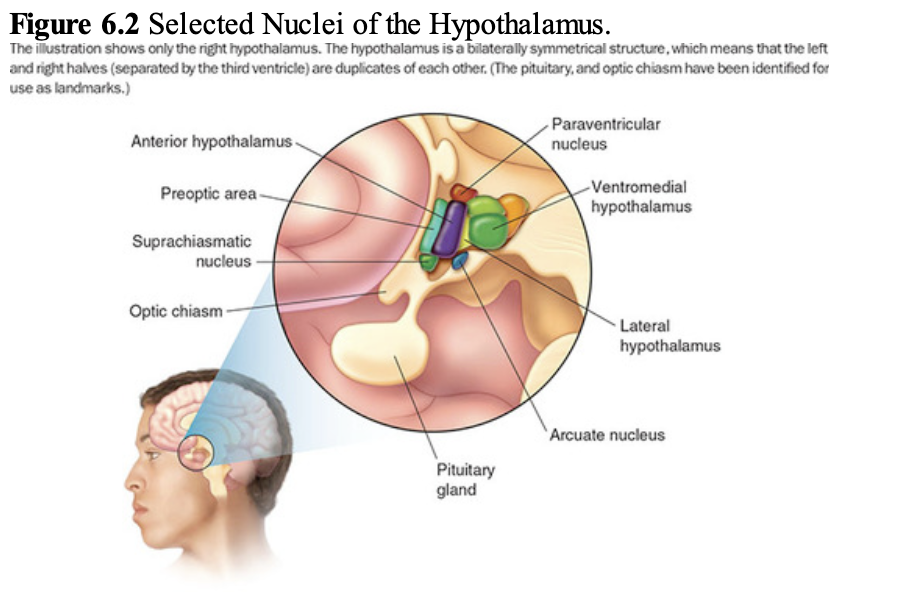 Figure 6.2 Selected Nuclei of the Hypothalamus.
The illustration shows only the right hypothalamus. The hypothalamus is a bilaterally symmetrical structure, which means that the left
and right halves (separated by the third ventricle) are duplicates of each other. (The pituitary, and optic chiasm have been identified for
use as landmarks.)
Anterior hypothalamus
Paraventricular
nucleus
Preoptic area
Ventromedial
hypothalamus
Suprachiasmatic
nucleus
Optic chiasm
Lateral
hypothalamus
Arcuate nucleus
Pituitary
gland